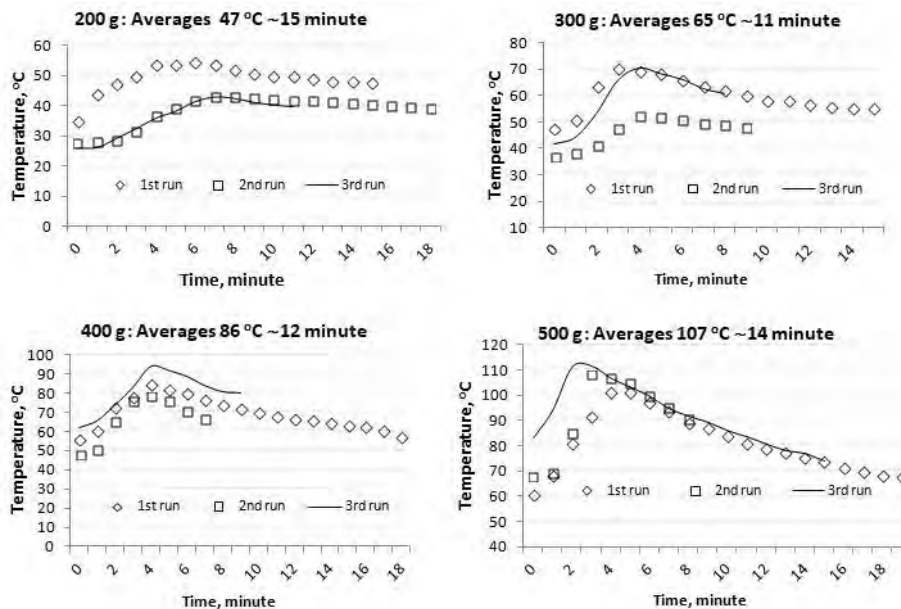 200 g: Averages 47 °C ~15 minute
Temperature, °C
60
50
40
30
20
10
0
1st run 2nd run 3rd run
0 2 4 6 8 10 12 14 16 18
Time, minute
300 g: Averages 65 °C ~11 minute
Temperature, °C
80
70
60
50
40
30
20
10
1st run 2nd run 3rd run
0 2 4 6 8 10 12 14
Time, minute
400 g: Averages 86 °C ~12 minute
Temperature, °C
100
90
80
70
60
50
40
30
20
10
0
1st run 2nd run 3rd run
0 2 4 6 8 10 12 14 16 18
Time, minute
500 g: Averages 107 °C ~14 minute
Temperature, °C
120
110
100
90
80
70
60
50
40
1st run 2nd run 3rd run
0 2 4 6 8 10 12 14 16 18
Time, minute